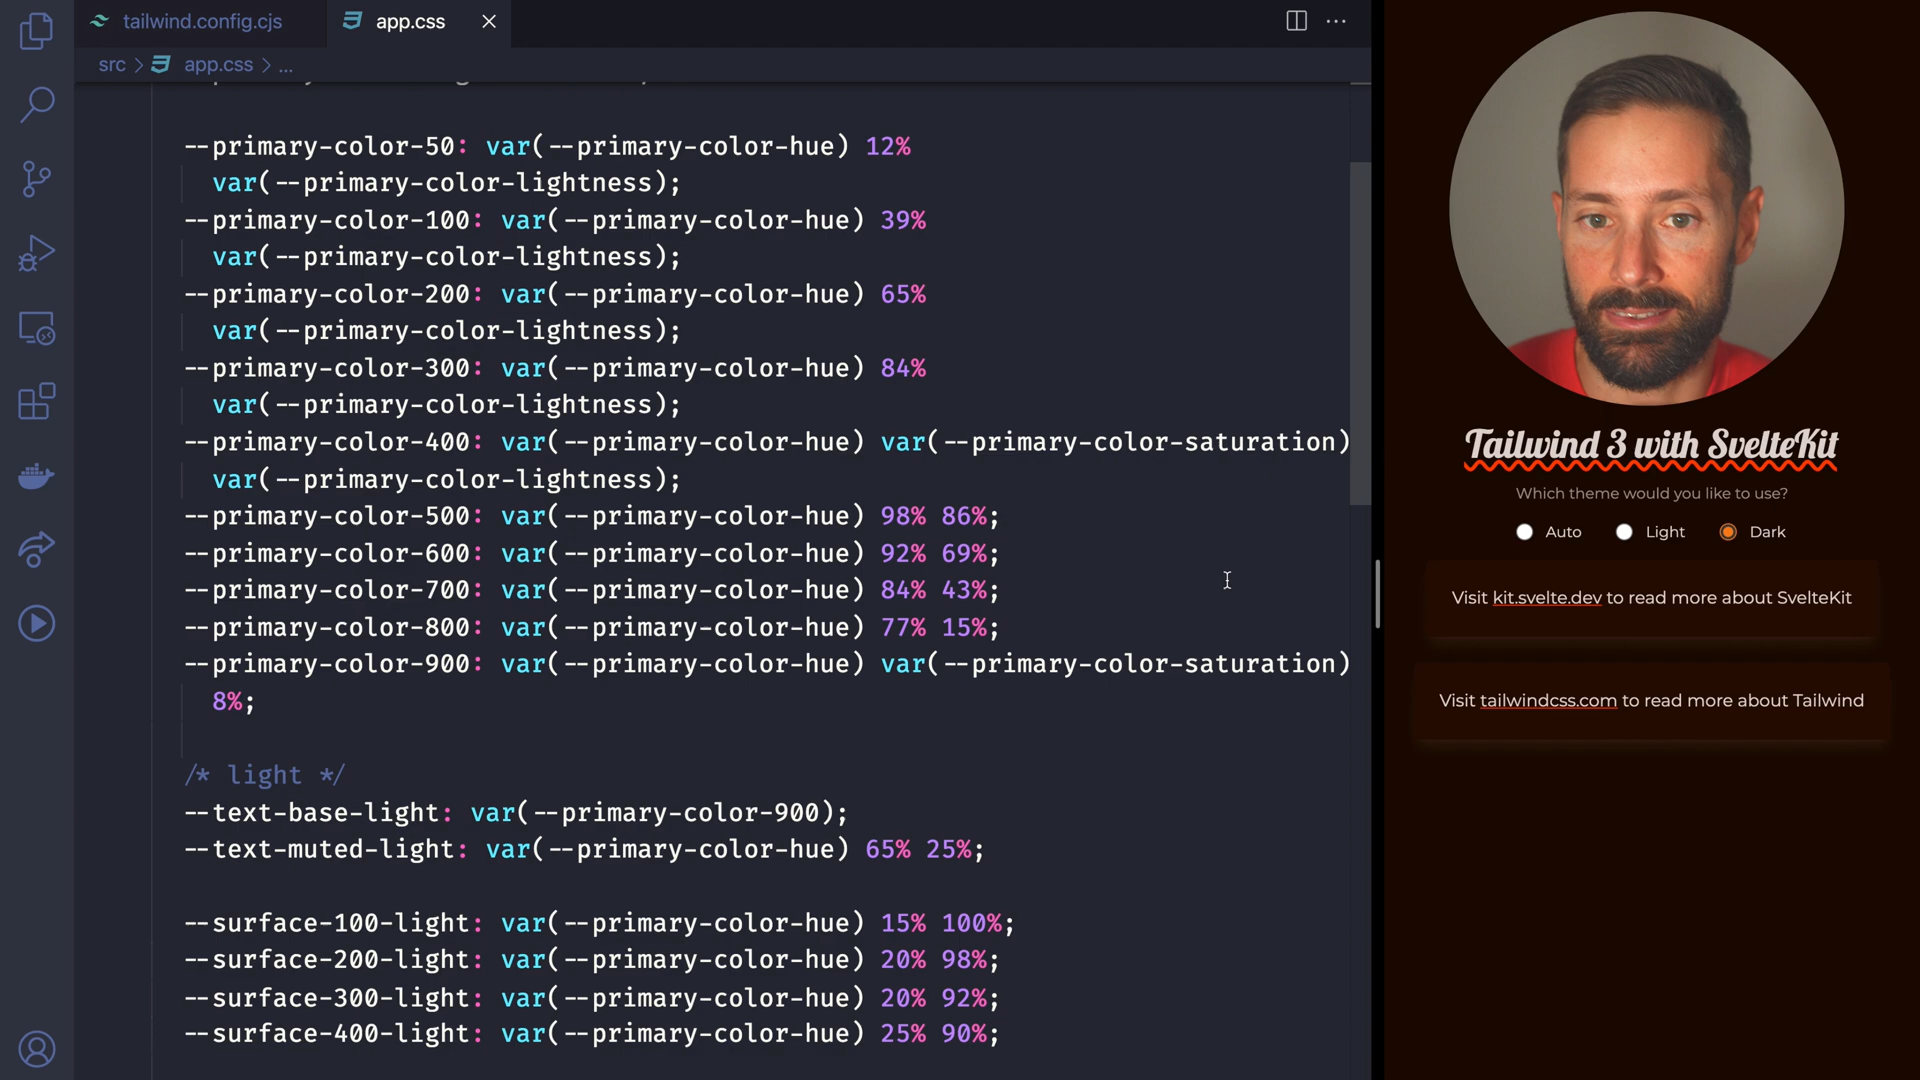 tailwind.config.cjs
app.css
src > app.css > ...
--primary-color-50: var(--primary-color-hue) 12%
var(--primary-color-lightness);
--primary-color-100: var(--primary-color-hue) 39%
var(--primary-color-lightness);
--primary-color-200: var(--primary-color-hue) 65%
var(--primary-color-lightness);
--primary-color-300: var(--primary-color-hue) 84%
var(--primary-color-lightness);
--primary-color-400: var(--primary-color-hue) var(--primary-color-saturation)
var(--primary-color-lightness);
--primary-color-500: var(--primary-color-hue) 98% 86%;
--primary-color-600: var(--primary-color-hue) 92% 69%;
--primary-color-700: var(--primary-color-hue) 84% 43%;
--primary-color-800: var(--primary-color-hue) 77% 15%;
--primary-color-900: var(--primary-color-hue) var(--primary-color-saturation)
8%;
/* light */
--text-base-light: var(--primary-color-900);
--text-muted-light: var(--primary-color-hue) 65% 25%;
--surface-100-light: var(--primary-color-hue) 15% 100%;
--surface-200-light: var(--primary-color-hue) 20% 98%;
--surface-300-light: var(--primary-color-hue) 20% 92%;
--surface-400-light: var(--primary-color-hue) 25% 90%;
Tailwind 3 with SvelteKit
Which theme would you like to use?
Auto Light Dark
Visit kit.svelte.dev to read more about SvelteKit
Visit tailwindcss.com to read more about Tailwind